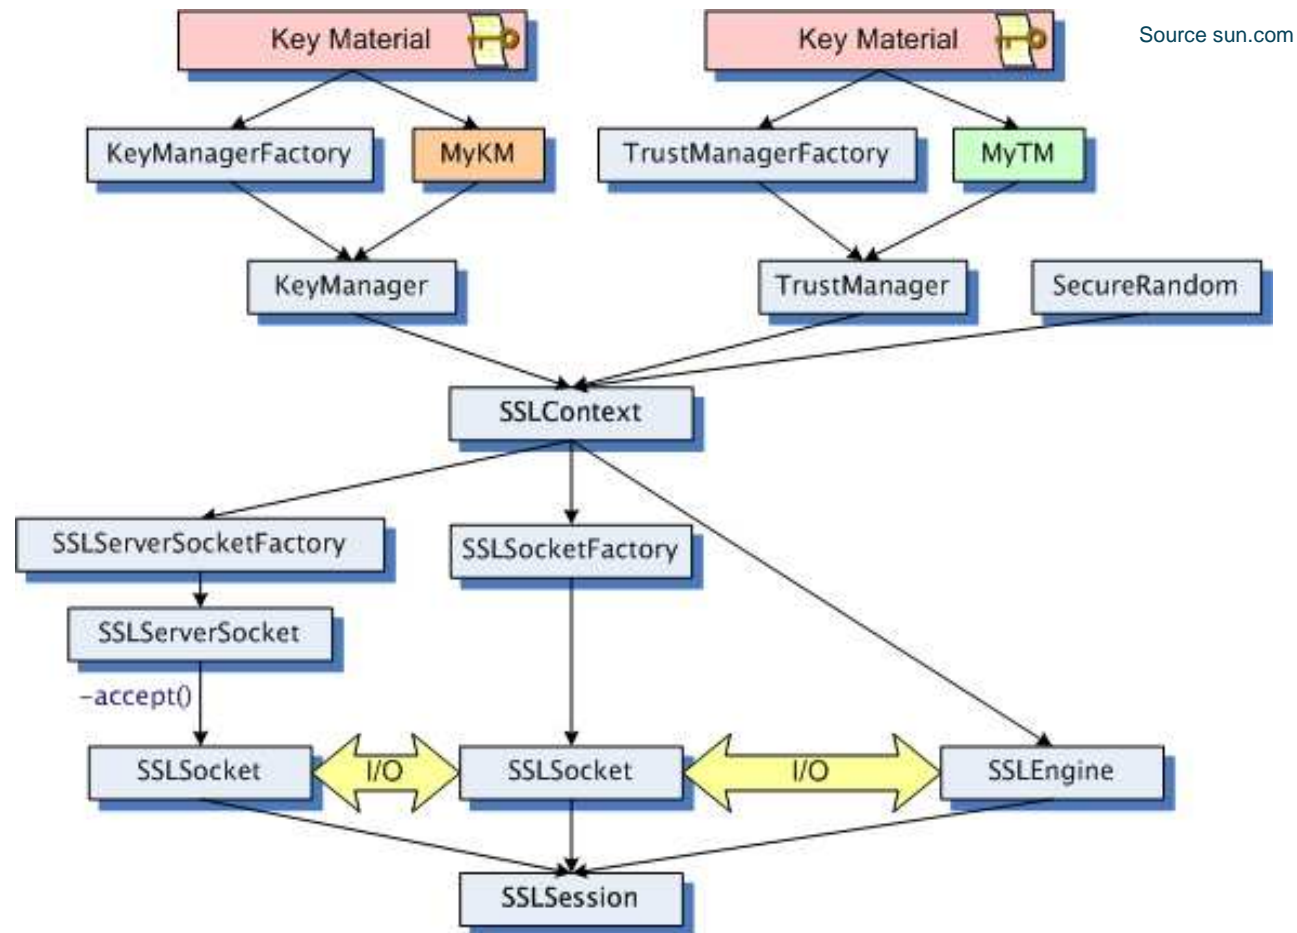 Key Material
Key Material
Source sun.com
KeyManagerFactory
MyKM
TrustManagerFactory
MyTM
KeyManager
TrustManager
SecureRandom
SSLContext
SSLServerSocketFactory
SSLSocketFactory
SSLServerSocket
-accept()
SSLSocket
I/O
SSLSocket
I/O
SSLEngine
SSLSession